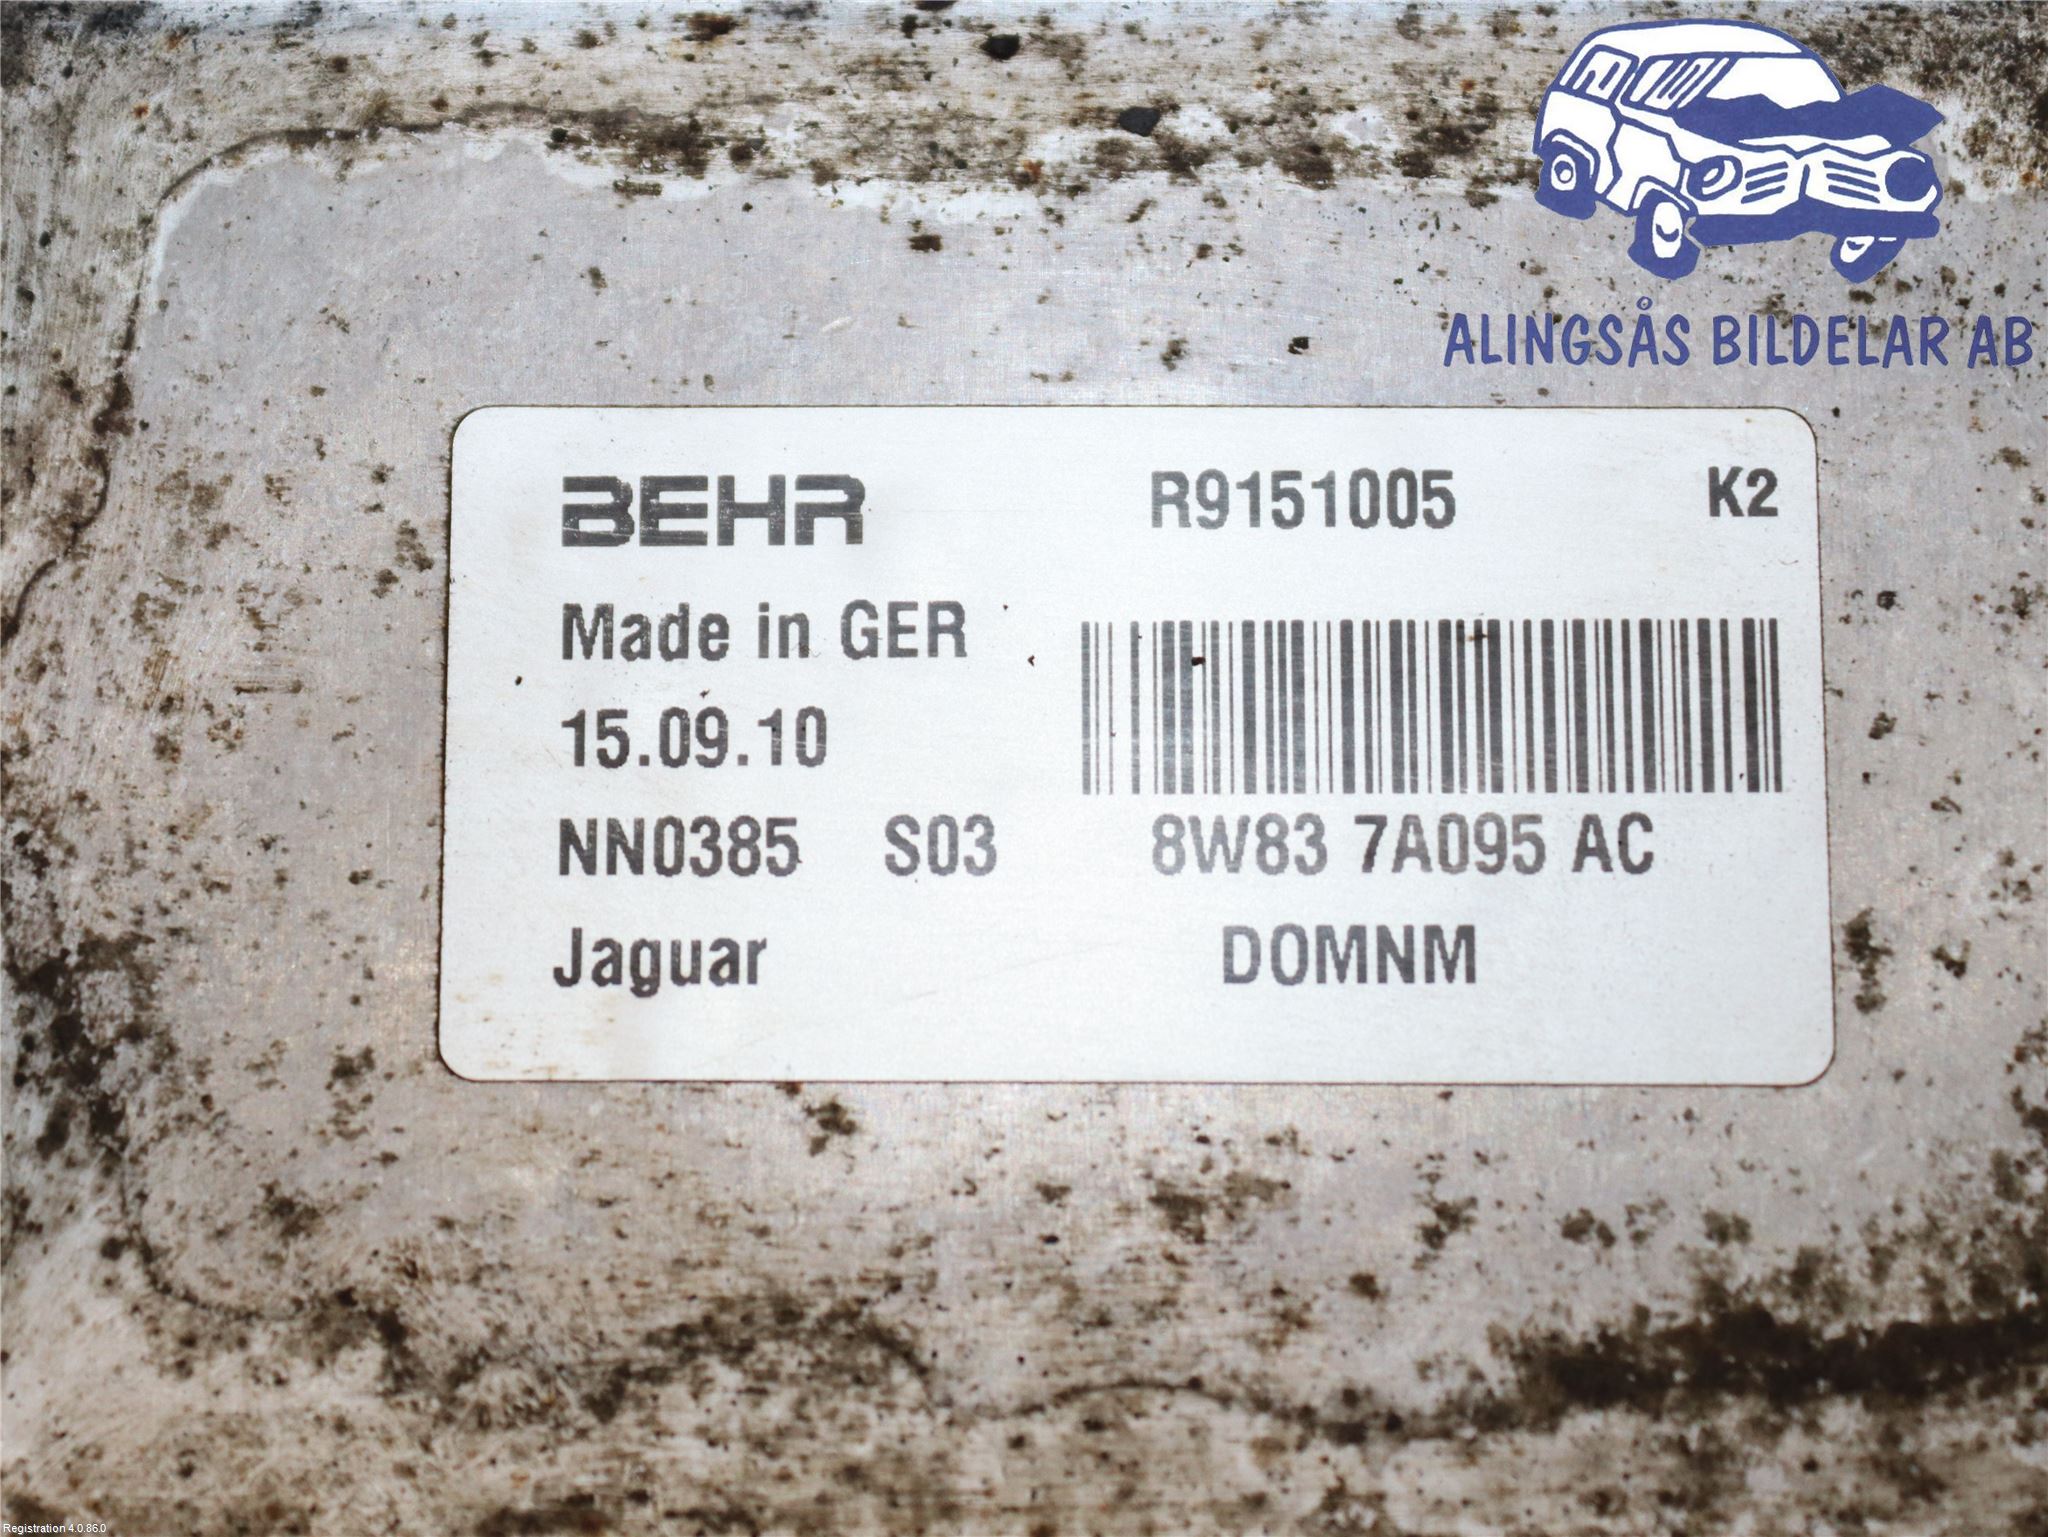 ALINGSÅS BILDELAR AB
BEHR R9151005 K2
Made in GER
15.09.10
NN0385 S03 8W83 7A095 AC
Jaguar DOMNM
Registration 4.0.86.0